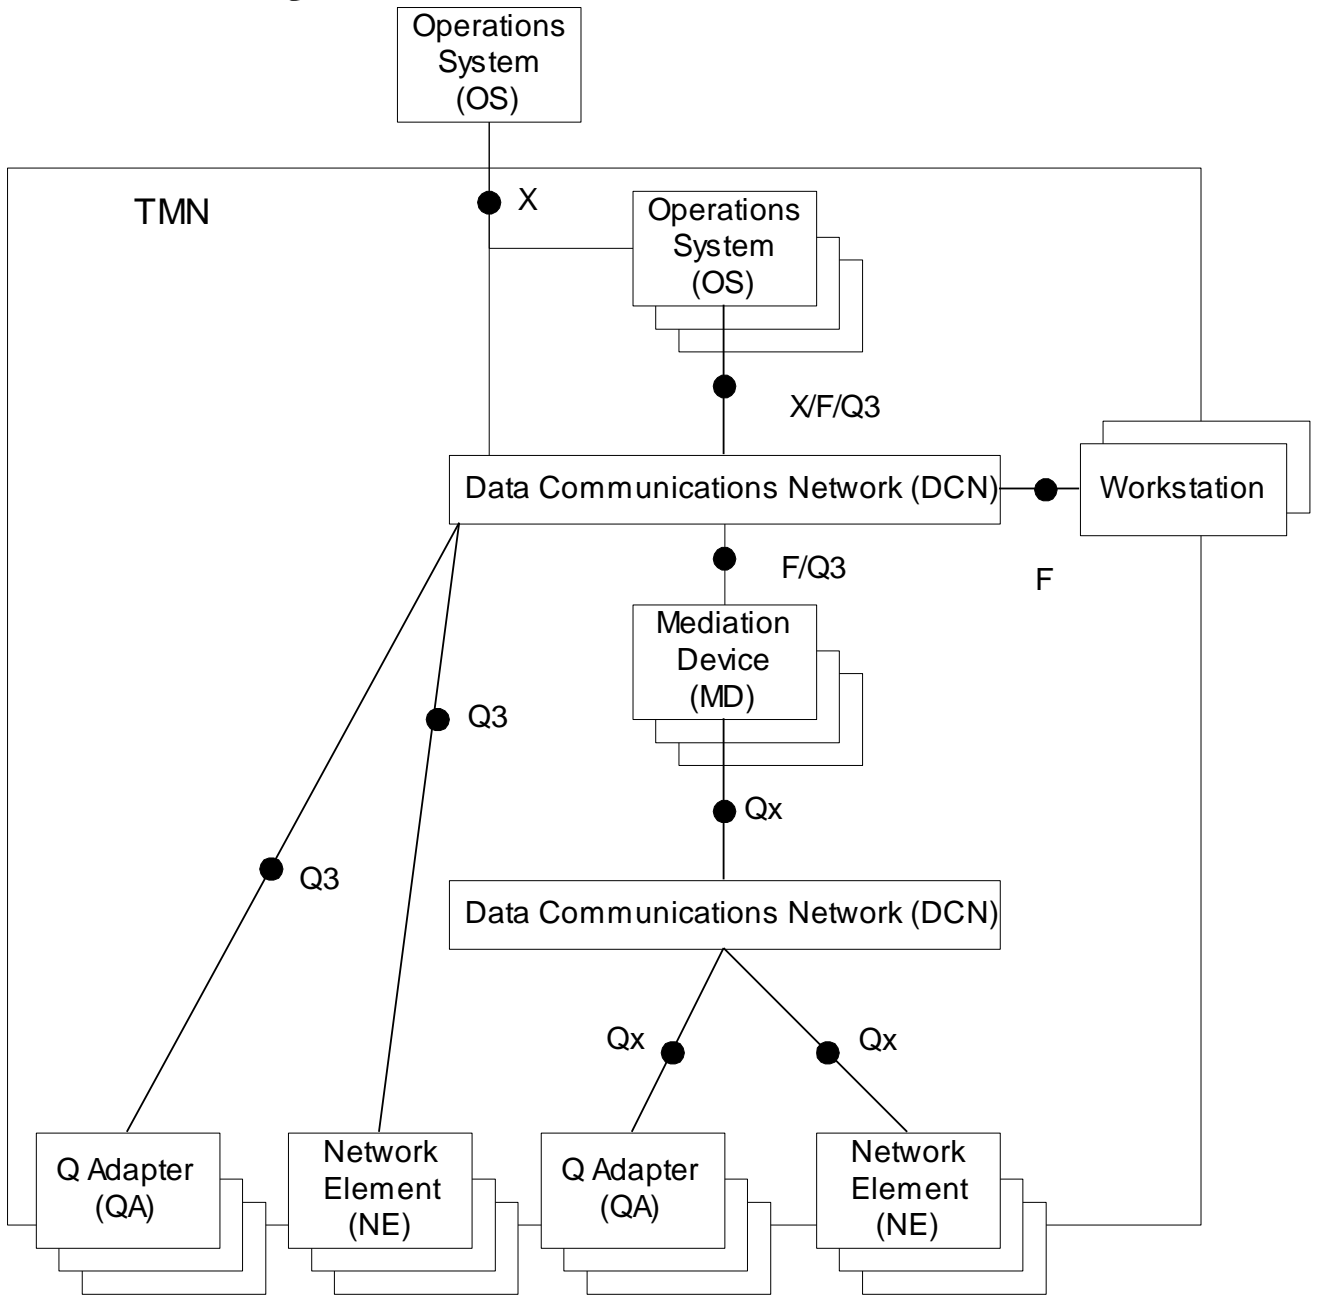 Operations
System
(OS)
X
TMN
Operations
System
(OS)
X/F/Q3
Data Communications Network (DCN)
Workstation
F/Q3
F
Mediation
Device
(MD)
Q3
Qx
Q3
Data Communications Network (DCN)
Qx
Qx
Q Adapter
(QA)
Network
Element
(NE)
Q Adapter
(QA)
Network
Element
(NE)